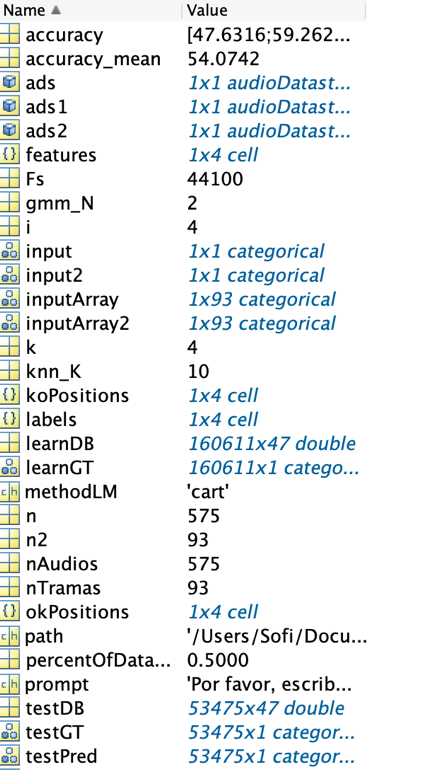 Name Value
accuracy [47.6316;59.262...
accuracy_mean 54.0742
ads 1x1 audioDatast...
ads1 1x1 audioDatast...
ads2 1x1 audioDatast...
features 1x4 cell
Fs 44100
gmm_N 2
i 4
input 1x1 categorical
input2 1x1 categorical
inputArray 1x93 categorical
inputArray2 1x93 categorical
k 4
knn_K 10
koPositions 1x4 cell
labels 1x4 cell
learnDB 160611x47 double
learnGT 160611x1 catego...
methodLM 'cart'
n 575
n2 93
nAudios 575
nTramas 93
okPositions 1x4 cell
path '/Users/Sofi/Docu...
percentOfData... 0.5000
prompt 'Por favor, escrib...
testDB 53475x47 double
testGT 53475x1 categor...
testPred 53475x1 categor...